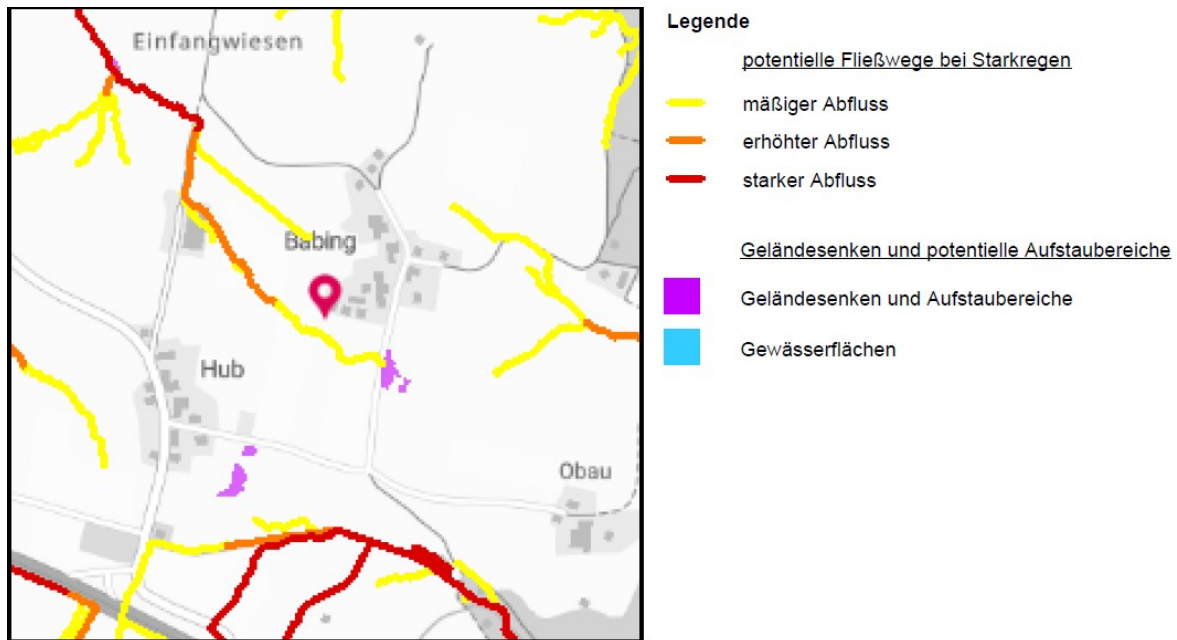 Einfangwiesen
Babing
Hub
Obau
Legende
potentielle Fließwege bei Starkregen
mäßiger Abfluss
erhöhter Abfluss
starker Abfluss
Geländesenken und potentielle Aufstaubereiche
Geländesenken und Aufstaubereiche
Gewässerflächen